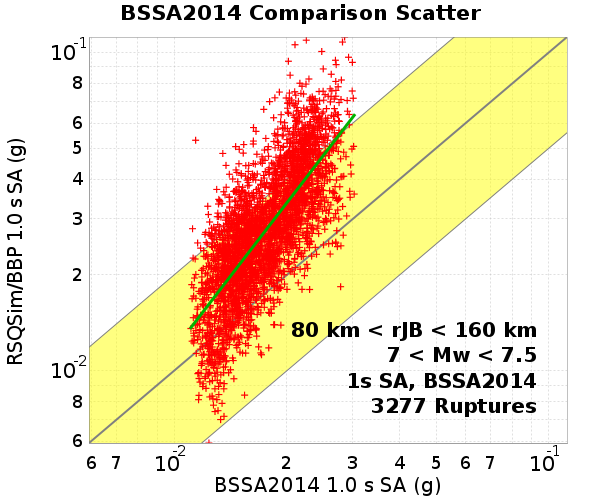 BSSA2014 Comparison Scatter
RSQSim/BBP 1.0 s SA (g)
10-1
8
6
5
4
3
2
10-2
8
6
80 km < rJB < 160 km
7 < Mw < 7.5
1s SA, BSSA2014
3277 Ruptures
6 7 10-2 2 3 4 5 6 7 8 10-1
BSSA2014 1.0 s SA (g)